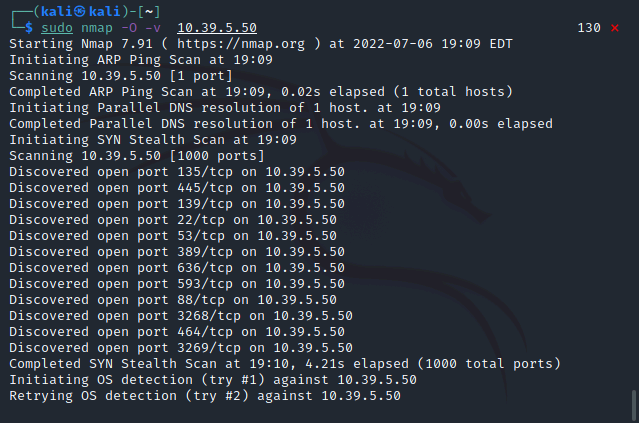 ┌──(kali㉿kali)-[~]
└─$ sudo nmap -O -v  10.39.5.50 130 ⨯
Starting Nmap 7.91 ( https://nmap.org ) at 2022-07-06 19:09 EDT
Initiating ARP Ping Scan at 19:09
Scanning 10.39.5.50 [1 port]
Completed ARP Ping Scan at 19:09, 0.02s elapsed (1 total hosts)
Initiating Parallel DNS resolution of 1 host. at 19:09
Completed Parallel DNS resolution of 1 host. at 19:09, 0.00s elapsed
Initiating SYN Stealth Scan at 19:09
Scanning 10.39.5.50 [1000 ports]
Discovered open port 135/tcp on 10.39.5.50
Discovered open port 445/tcp on 10.39.5.50
Discovered open port 139/tcp on 10.39.5.50
Discovered open port 22/tcp on 10.39.5.50
Discovered open port 53/tcp on 10.39.5.50
Discovered open port 389/tcp on 10.39.5.50
Discovered open port 636/tcp on 10.39.5.50
Discovered open port 593/tcp on 10.39.5.50
Discovered open port 88/tcp on 10.39.5.50
Discovered open port 3268/tcp on 10.39.5.50
Discovered open port 464/tcp on 10.39.5.50
Discovered open port 3269/tcp on 10.39.5.50
Completed SYN Stealth Scan at 19:10, 4.21s elapsed (1000 total ports)
Initiating OS detection (try #1) against 10.39.5.50
Retrying OS detection (try #2) against 10.39.5.50